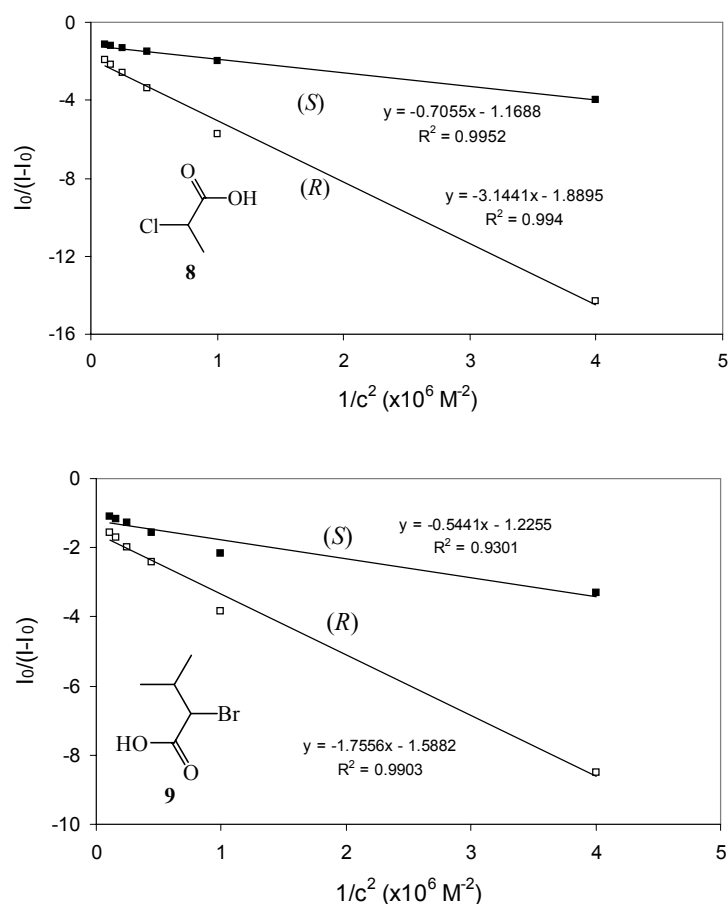 0
-4
-8
-12
-16
I₀/(I-I₀)
(S)
y = -0.7055x - 1.1688
R² = 0.9952
(R)
y = -3.1441x - 1.8895
R² = 0.994
O
OH
Cl
8
0 1 2 3 4 5
1/c² (x10⁶ M⁻²)
0
-2
-4
-6
-8
-10
I₀/(I-I₀)
(S)
y = -0.5441x - 1.2255
R² = 0.9301
(R)
Br
HO
O
9
y = -1.7556x - 1.5882
R² = 0.9903
0 1 2 3 4 5
1/c² (x10⁶ M⁻²)